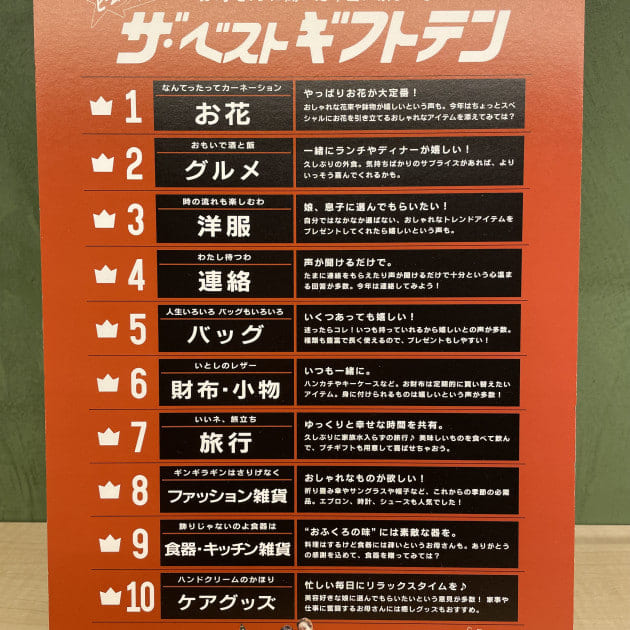 ザ・ベストギフトテン
1
なんてったってカーネーション
お花
やっぱりお花が大定番！
おしゃれな花束や鉢物が嬉しいという声も。今年はちょっとスペ
シャルにお花を引き立てるおしゃれなアイテムを添えてみては？
2
おもいで酒と飯
グルメ
一緒にランチやディナーが嬉しい！
久しぶりの外食。気持ちばかりのサプライズがあれば、より
いっそう喜んでくれるかも。
3
時の流れも楽しむわ
洋服
娘、息子に選んでもらいたい！
自分ではなかなか選ばない、おしゃれなトレンドアイテムを
プレゼントしてくれたら嬉しいという声も。
4
わたし待つわ
連絡
声が聞けるだけで。
たまに連絡をもらえたり声が聞けるだけで十分という心温ま
る回答が多数。今年は連絡してみよう！
5
人生いろいろ バッグもいろいろ
バッグ
いくつあっても嬉しい！
迷ったらコレ！いつも持っていれるから嬉しいとの声が多数。
種類も豊富で長く使えるので、プレゼントもしやすい！
6
いとしのレザー
財布・小物
いつも一緒に。
ハンカチやキーケースなど。お財布は定期的に買い替えたい
アイテム。身に付けられるものは嬉しいという声が多数！
7
いいネ、旅立ち
旅行
ゆっくりと幸せな時間を共有。
久しぶりに家族水入らずの旅行♪ 美味しいものを食べて飲ん
で、プチギフトも用意して喜ばせちゃおう。
8
ギンギラギンはさりげなく
ファッション雑貨
おしゃれなものが欲しい！
折り畳み傘やサングラスや帽子など、これからの季節の必需
品。エプロン、時計、シューズも人気でした！
9
飾りじゃないのよ食器は
食器・キッチン雑貨
“おふくろの味”には素敵な器を。
料理はするけど食器には疎いというお母さんも。ありがとう
の感謝を込めて、食器を贈ってみては？
10
ハンドクリームのかほり
ケアグッズ
忙しい毎日にリラックスタイムを♪
美容好きな娘に選んでもらいたいという意見が多数！ 家事や
仕事に奮闘するお母さんには癒しグッズもおすすめ。